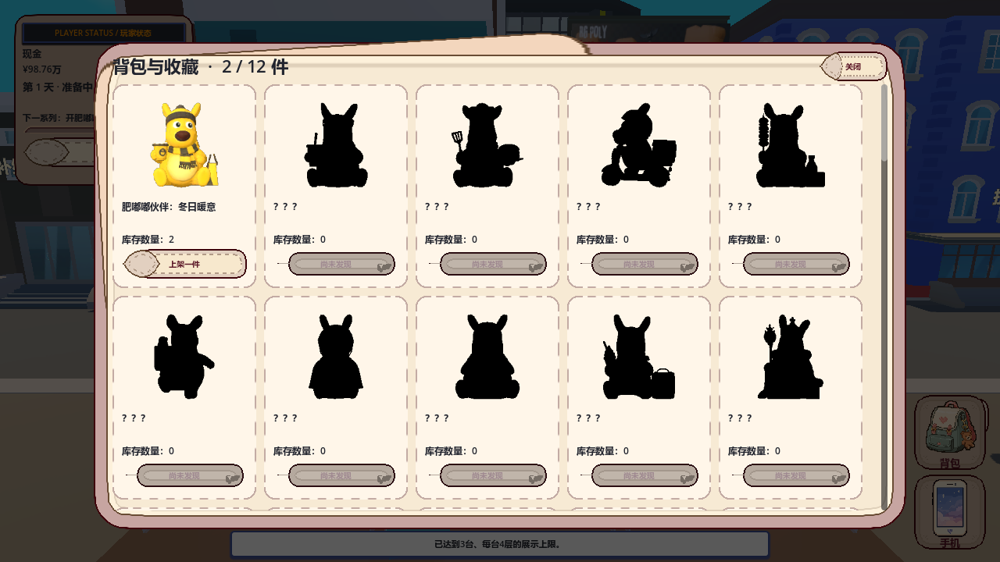 PLAYER STATUS / 玩家状态
现金
¥98.76万
第 1 天 · 准备中
下一系列：开肥嘟
背包与收藏 · 2 / 12 件
关闭
肥嘟嘟伙伴：冬日暖意
？？？
？？？
？？？
？？？
库存数量：2
库存数量：0
库存数量：0
库存数量：0
库存数量：0
上架一件
尚未发现
尚未发现
尚未发现
尚未发现
？？？
？？？
？？？
？？？
？？？
库存数量：0
库存数量：0
库存数量：0
库存数量：0
库存数量：0
尚未发现
尚未发现
尚未发现
尚未发现
尚未发现
背包
手机
已达到3台、每台4层的展示上限。